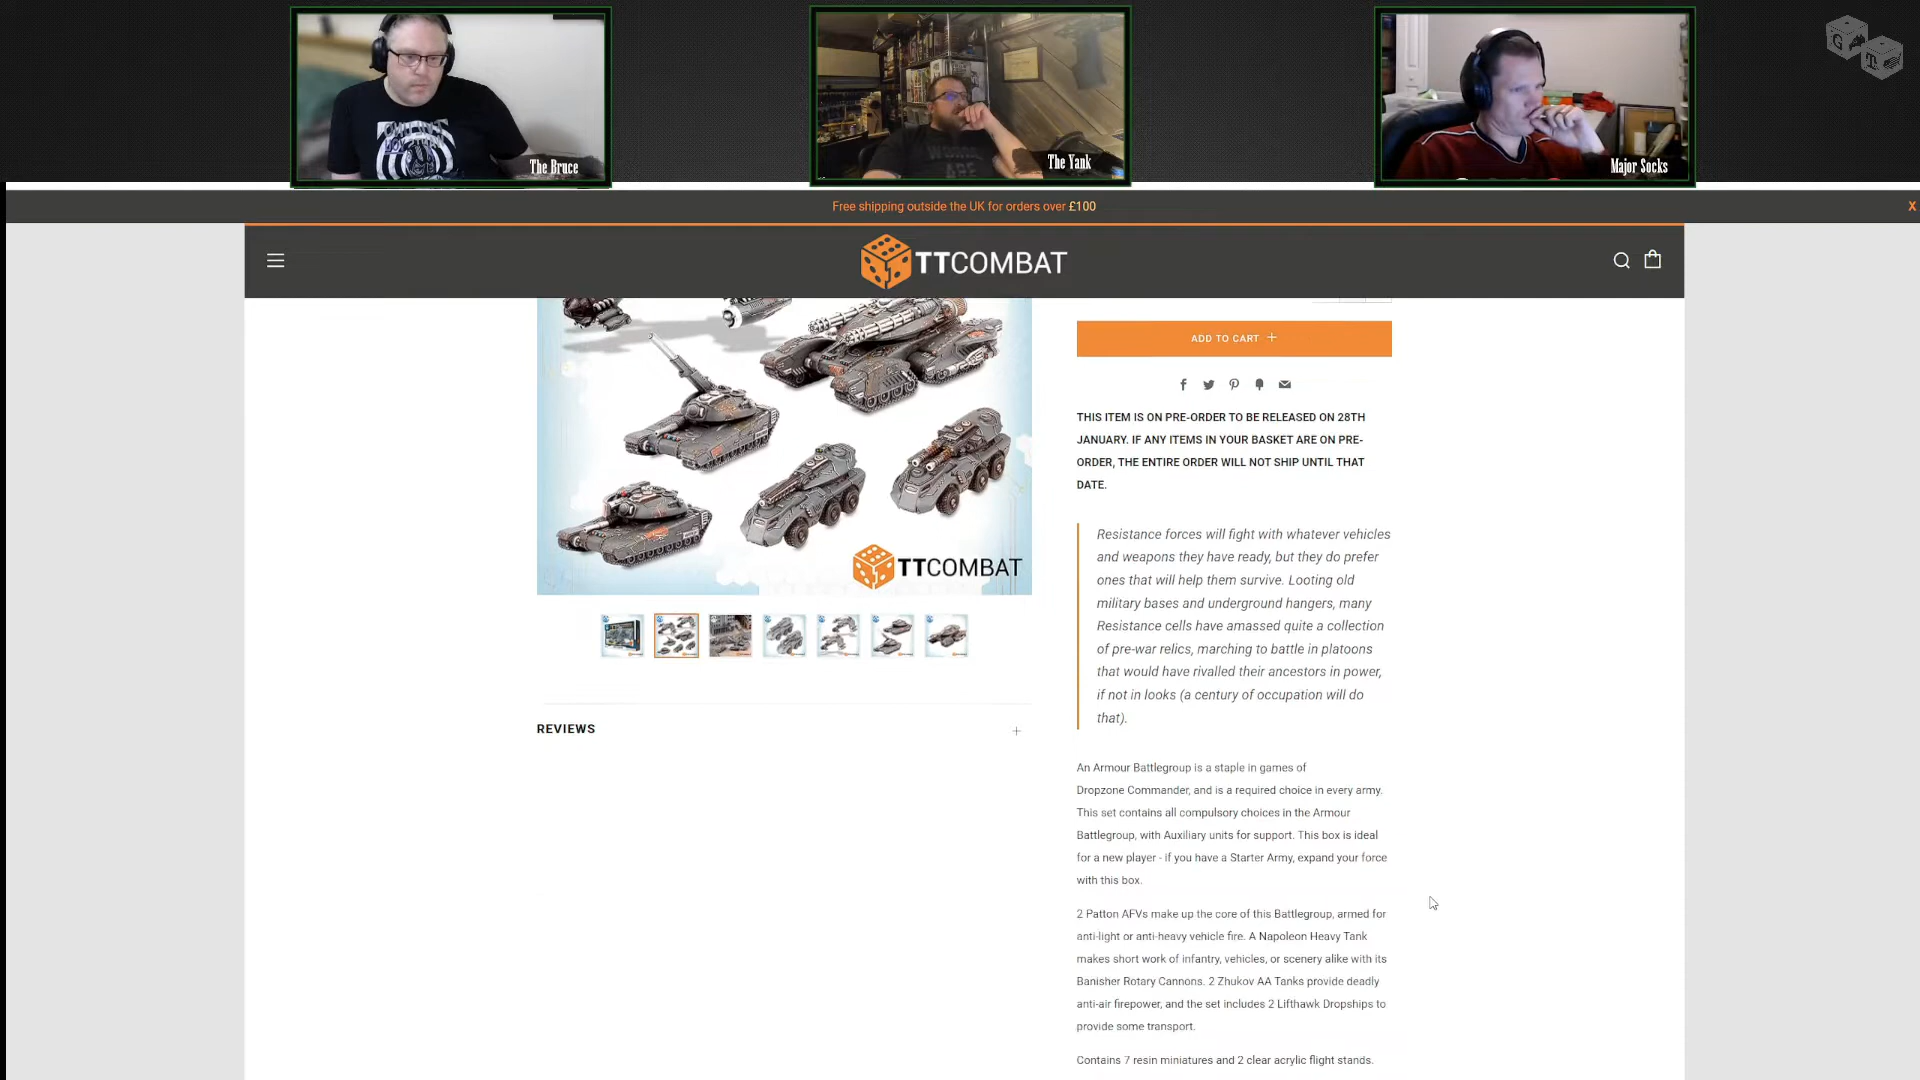 The Bruce
The Yank
Major Socks
Free shipping outside the UK for orders over £100
X
TTCOMBAT
ADD TO CART +
THIS ITEM IS ON PRE-ORDER TO BE RELEASED ON 28TH
JANUARY. IF ANY ITEMS IN YOUR BASKET ARE ON PRE-
ORDER, THE ENTIRE ORDER WILL NOT SHIP UNTIL THAT
DATE.
Resistance forces will fight with whatever vehicles
and weapons they have ready, but they do prefer
ones that will help them survive. Looting old
military bases and underground hangers, many
Resistance cells have amassed quite a collection
of pre-war relics, marching to battle in platoons
that would have rivalled their ancestors in power,
if not in looks (a century of occupation will do
that).
TTCOMBAT
REVIEWS
+
An Armour Battlegroup is a staple in games of
Dropzone Commander, and is a required choice in every army.
This set contains all compulsory choices in the Armour
Battlegroup, with Auxiliary units for support. This box is ideal
for a new player - if you have a Starter Army, expand your force
with this box.
2 Patton AFVs make up the core of this Battlegroup, armed for
anti-light or anti-heavy vehicle fire. A Napoleon Heavy Tank
makes short work of infantry, vehicles, or scenery alike with its
Banisher Rotary Cannons. 2 Zhukov AA Tanks provide deadly
anti-air firepower, and the set includes 2 Lifthawk Dropships to
provide some transport.
Contains 7 resin miniatures and 2 clear acrylic flight stands.